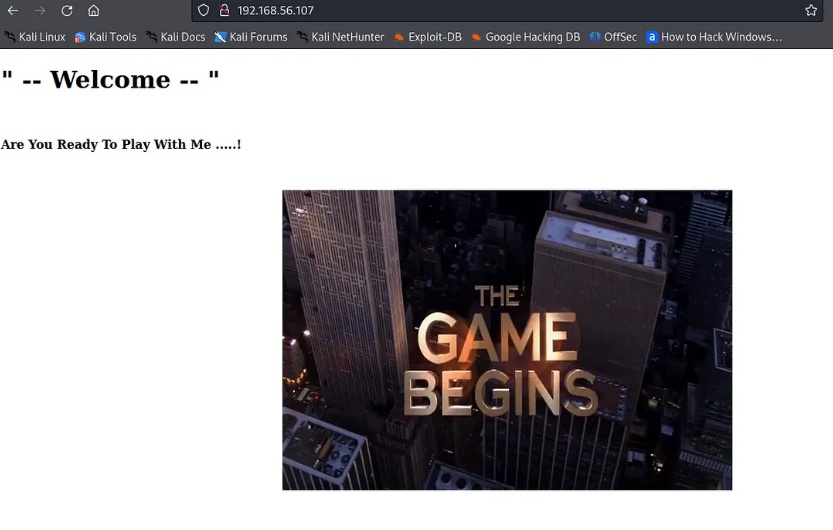 192.168.56.107
Kali Linux Kali Tools Kali Docs Kali Forums Kali NetHunter Exploit-DB Google Hacking DB OffSec How to Hack Windows…
" -- Welcome -- "
Are You Ready To Play With Me .....!
THE
GAME
BEGINS